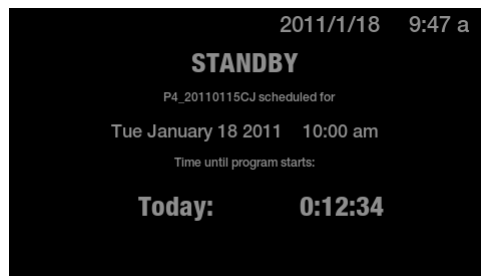 2011/1/18 9:47 a
STANDBY
P4_20110115CJ scheduled for
Tue January 18 2011 10:00 am
Time until program starts:
Today: 0:12:34